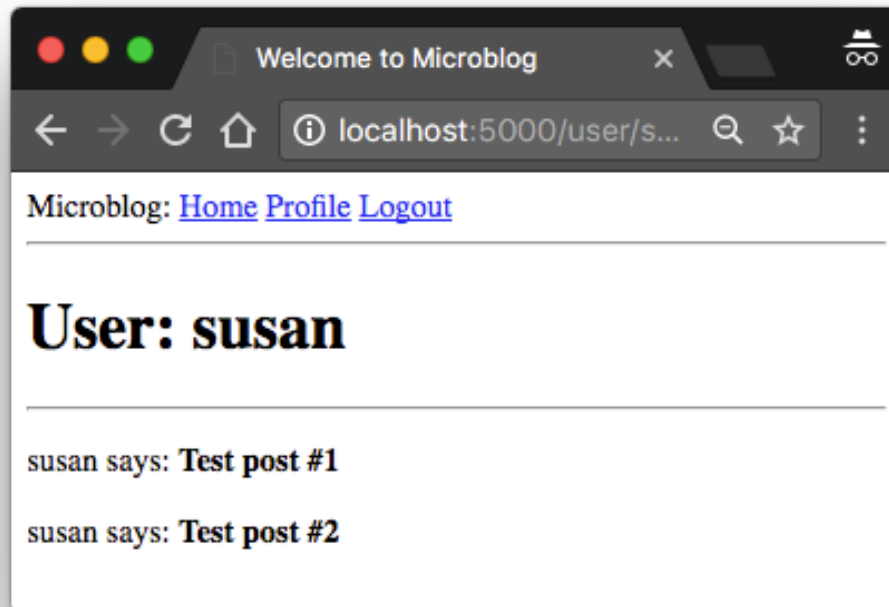 Welcome to Microblog
localhost:5000/user/s...
Microblog: Home Profile Logout
User: susan
susan says: Test post #1
susan says: Test post #2